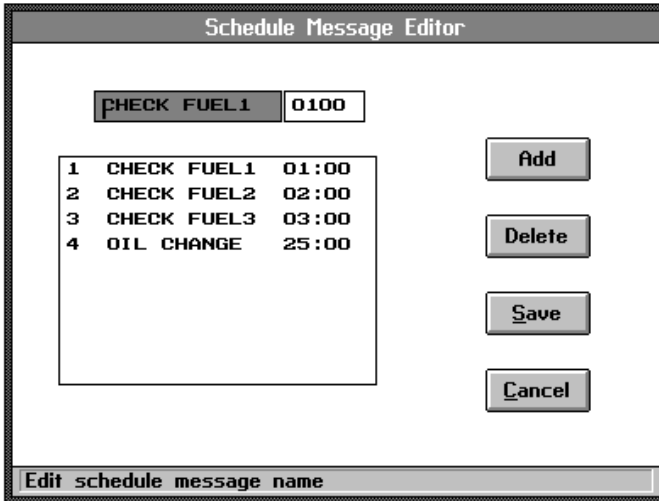 Schedule Message Editor
CHECK FUEL1 0100
1 CHECK FUEL1 01:00
2 CHECK FUEL2 02:00
3 CHECK FUEL3 03:00
4 OIL CHANGE 25:00
Add
Delete
Save
Cancel
Edit schedule message name